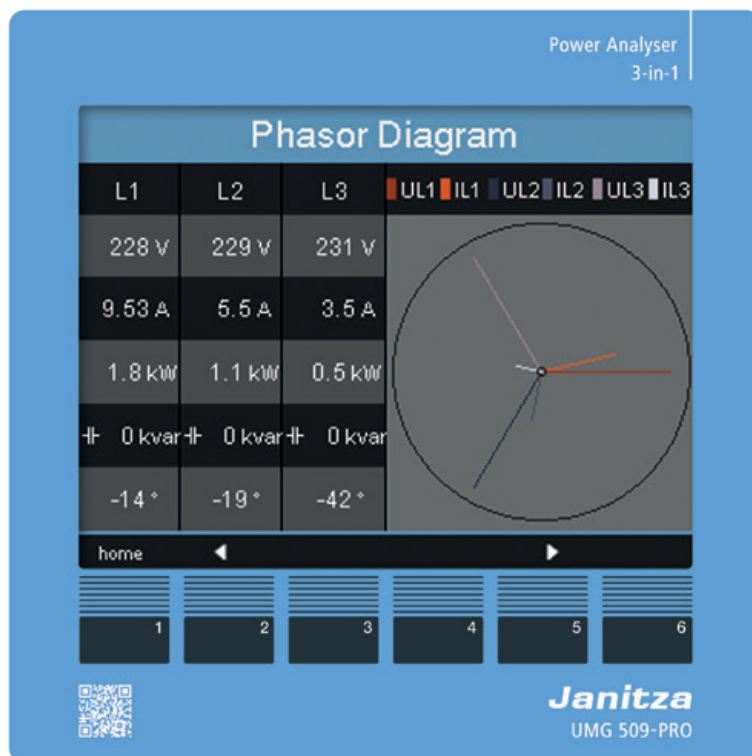 Power Analyser
3-in-1
Phasor Diagram
L1 L2 L3 UL1 IL1 UL2 IL2 UL3 IL3
228 V 229 V 231 V
9.53 A 5.5 A 3.5 A
1.8 kW 1.1 kW 0.5 kW
0 kvar 0 kvar 0 kvar
-14 ° -19 ° -42 °
home
1 2 3 4 5 6
Janitza
UMG 509-PRO